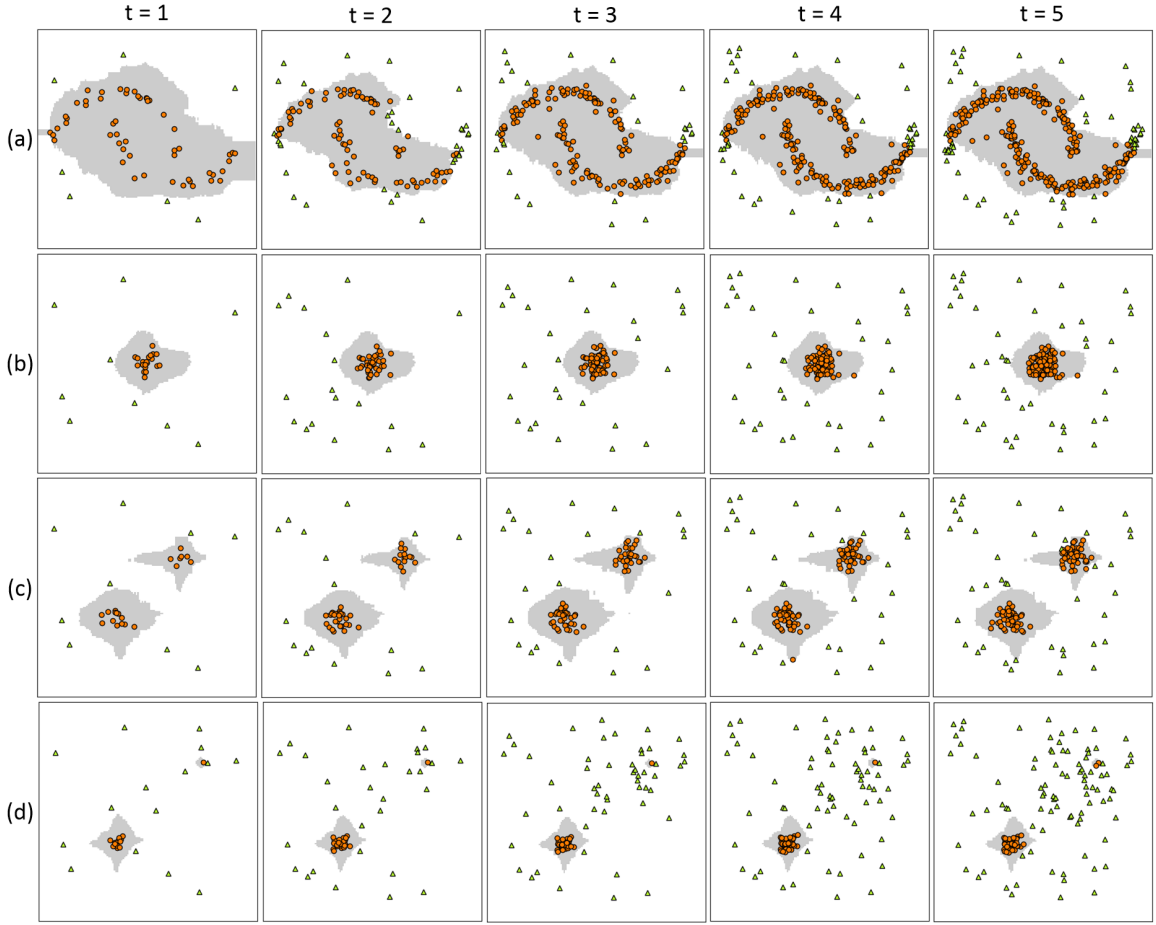 t = 1 t = 2 t = 3 t = 4 t = 5
(a)
(b)
(c)
(d)